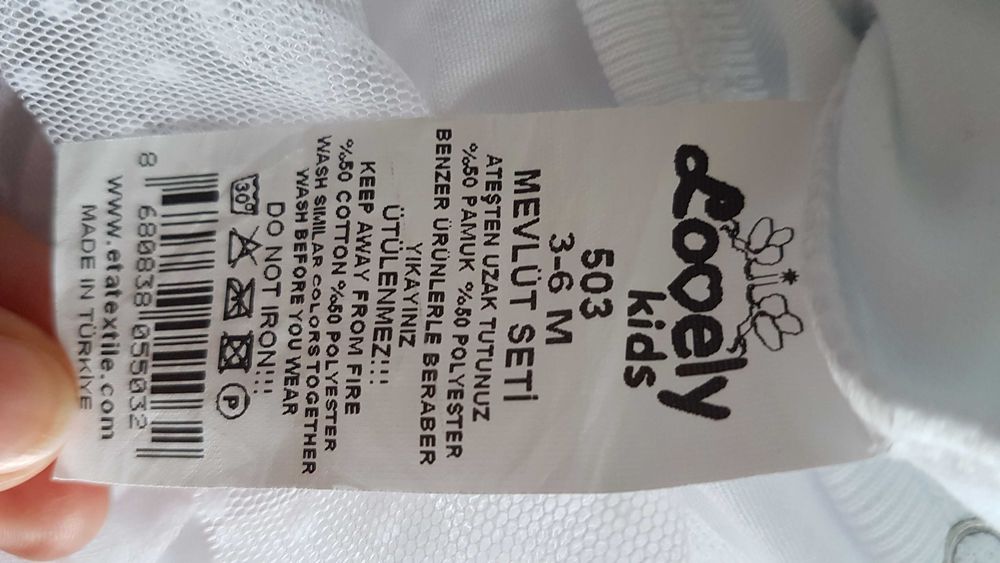 Looely
kids
503
3-6 M
MEVLÜT SETİ
ATEŞTEN UZAK TUTUNUZ
%50 PAMUK %50 POLYESTER
BENZER ÜRÜNLERLE BERABER
YIKAYINIZ
ÜTÜLENMEZ!!!
KEEP AWAY FROM FIRE
%50 COTTON %50 POLYESTER
WASH SIMILAR COLORS TOGETHER
WASH BEFORE YOU WEAR
DO NOT IRON!!!
30° P
8 680838 055032
www.etatextile.com
MADE IN TÜRKİYE